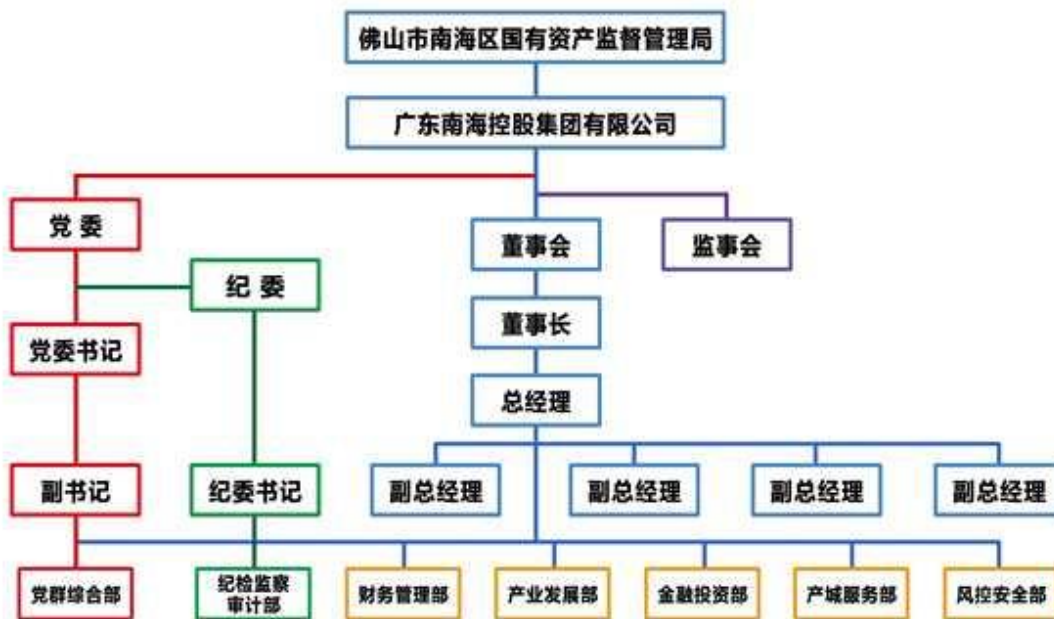 佛山市南海区国有资产监督管理局
广东南海控股集团有限公司
党 委
董事会
监事会
纪 委
党委书记
董事长
总经理
副书记
纪委书记
副总经理
副总经理
副总经理
副总经理
党群综合部
纪检监察
审计部
财务管理部
产业发展部
金融投资部
产城服务部
风控安全部